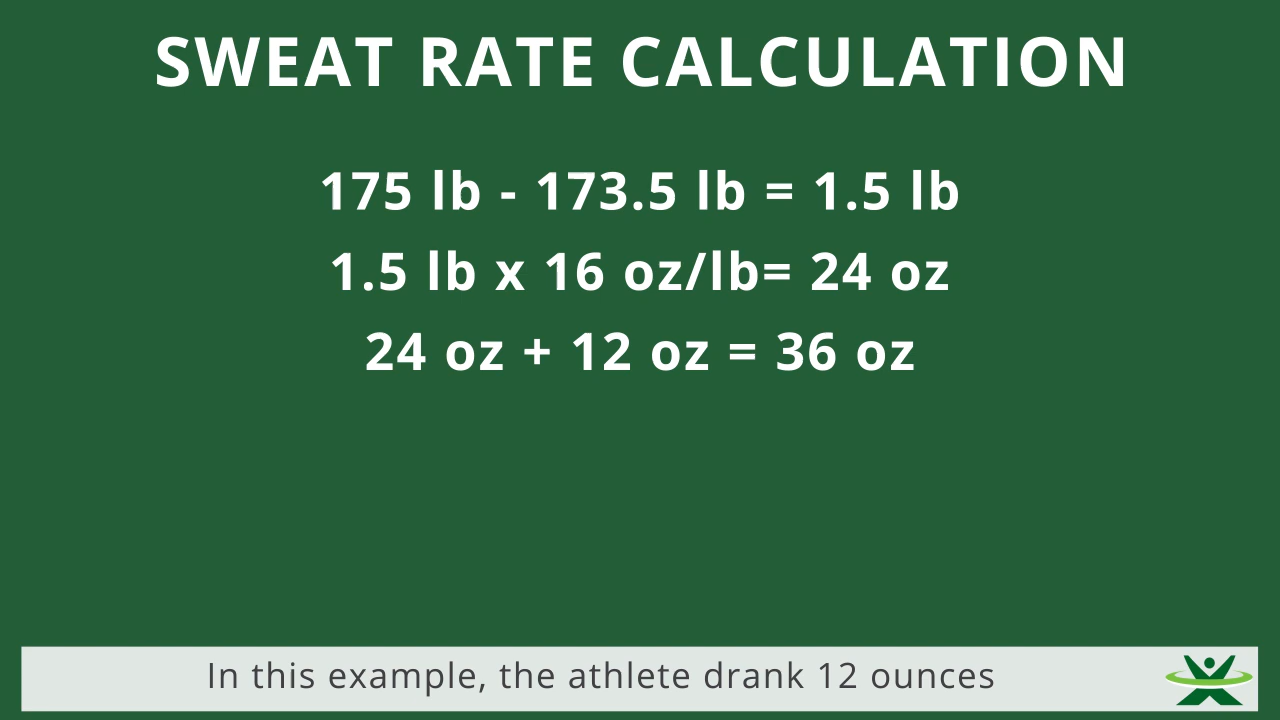 SWEAT RATE CALCULATION
175 lb - 173.5 lb = 1.5 lb
1.5 lb x 16 oz/lb= 24 oz
24 oz + 12 oz = 36 oz
In this example, the athlete drank 12 ounces